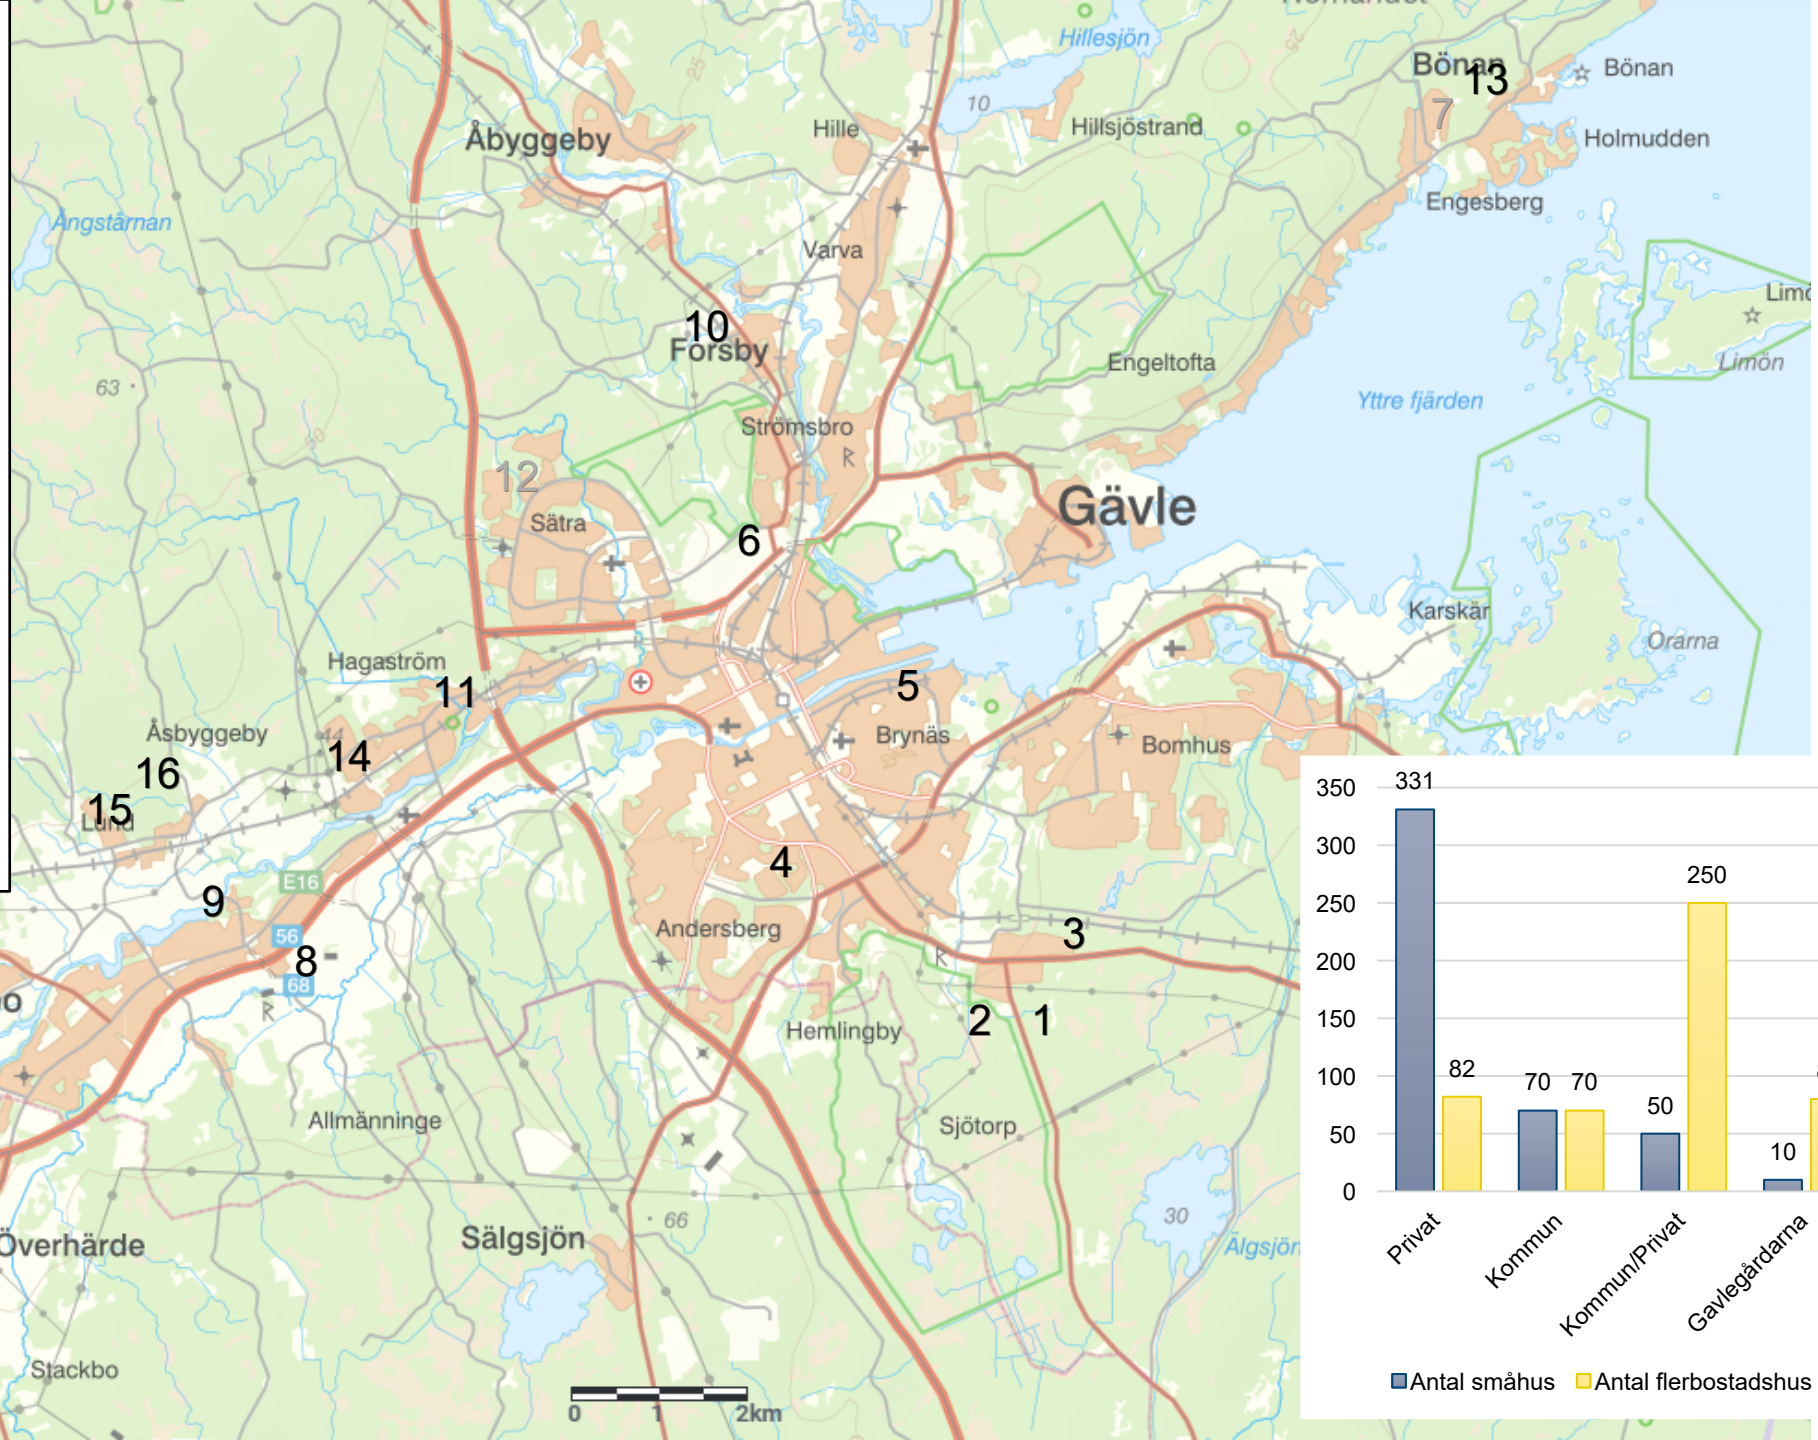 Hillesjön
25
Bönan
13
Bönan
7
10
Hille
Hillsjöstrand
Åbyggeby
Holmudden
Engesberg
Ångstärnan
Varva
Limön
10
Forsby
Engeltofta
63
Yttre fjärden
Strömsbro
12
Sätra
Gävle
6
Karskär
Orarna
Hagaström
11
5
Åsbyggeby
44
14
Brynäs
Bomhus
16
15
Lund
4
E16
9
56
Andersberg
3
8
68
2
1
Hemlingby
Allmänninge
Sjötorp
66
30
Sälgsjön
Överhärde
Älgsjön
Stackbo
0 1 2km
350
300
250
200
150
100
50
0
331
82
70
70
50
250
10
Privat
Kommun
Kommun/Privat
Gavlegårdarna
Antal småhus
Antal flerbostadshus